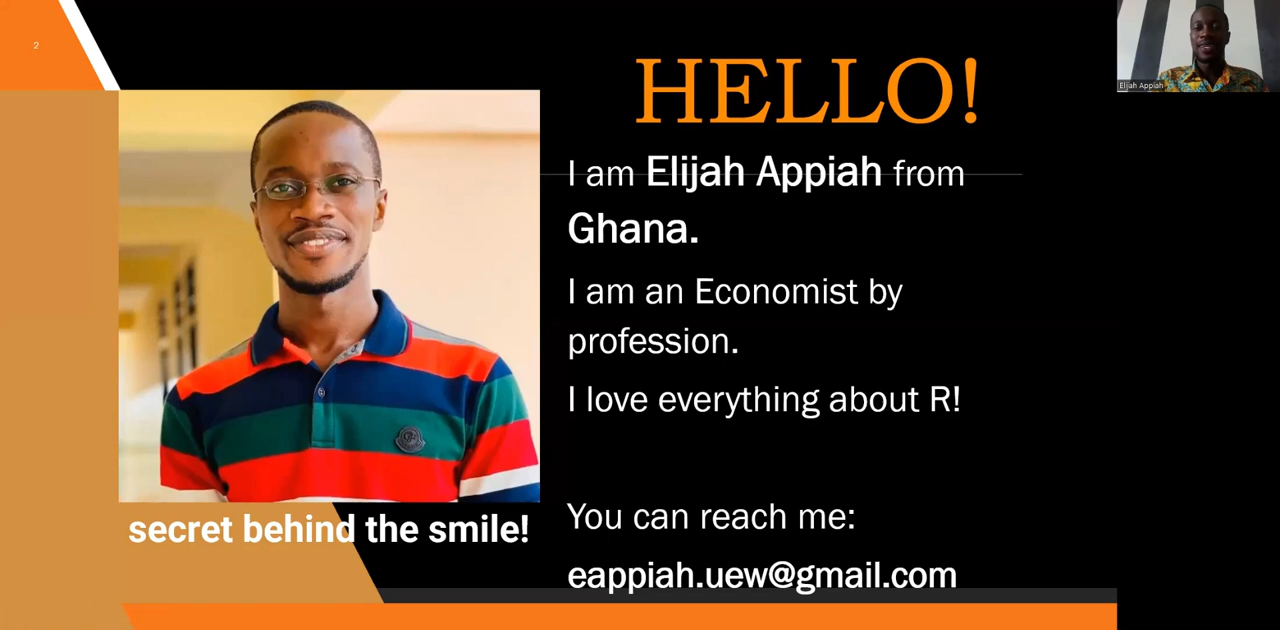 2
HELLO!
Elijah Appiah
I am Elijah Appiah from
Ghana.
I am an Economist by
profession.
I love everything about R!
secret behind the smile!
You can reach me:
eappiah.uew@gmail.com